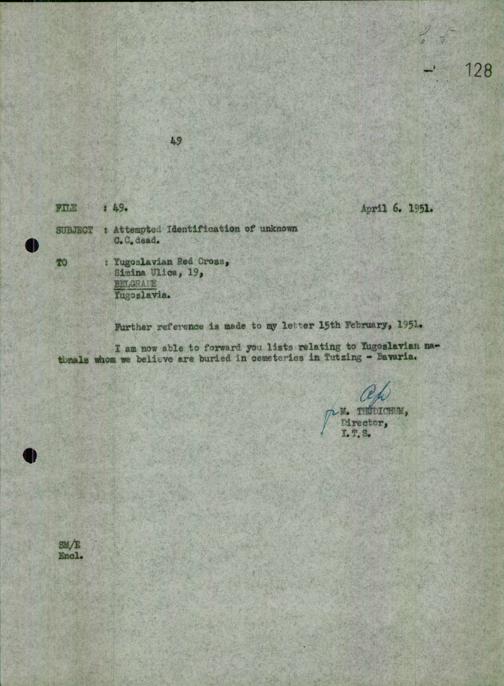 128
49
FILE : 49. April 6. 1951.
SUBJECT : Attempted Identification of unknown
C.C.dead.
TO : Yugoslavian Red Cross,
Simina Ulica, 19,
BELGRADE
Yugoslavia.
Further reference is made to my letter 15th February, 1951.
I am now able to forward you lists relating to Yugoslavian na-
tionals whom we believe are buried in cemeteries in Tutzing - Bavaria.
M. THUDICHUM,
Director,
I.T.S.
SM/E
Encl.